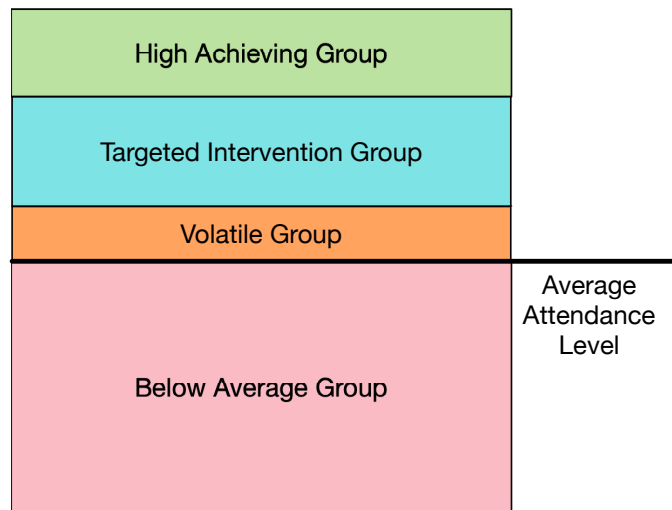 High Achieving Group
Targeted Intervention Group
Volatile Group
Average
Attendance
Level
Below Average Group